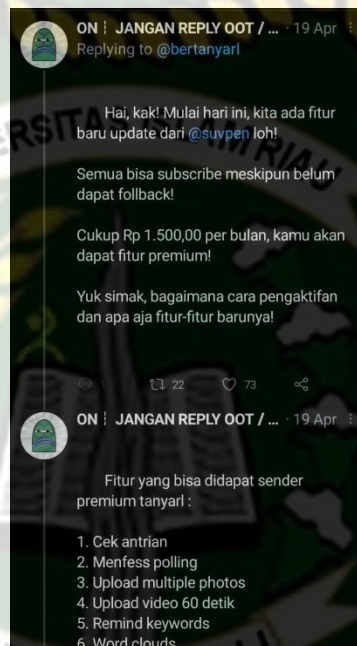 ON ¦ JANGAN REPLY OOT / ... · 19 Apr
Replying to @bertanyarl
Hai, kak! Mulai hari ini, kita ada fitur
baru update dari @suvpen loh!
Semua bisa subscribe meskipun belum
dapat follback!
Cukup Rp 1.500,00 per bulan, kamu akan
dapat fitur premium!
Yuk simak, bagaimana cara pengaktifan
dan apa aja fitur-fitur barunya!
1 22 73
ON ¦ JANGAN REPLY OOT / ... · 19 Apr
Fitur yang bisa didapat sender
premium tanyarl :
1. Cek antrian
2. Menfess polling
3. Upload multiple photos
4. Upload video 60 detik
5. Remind keywords
6. Word clouds